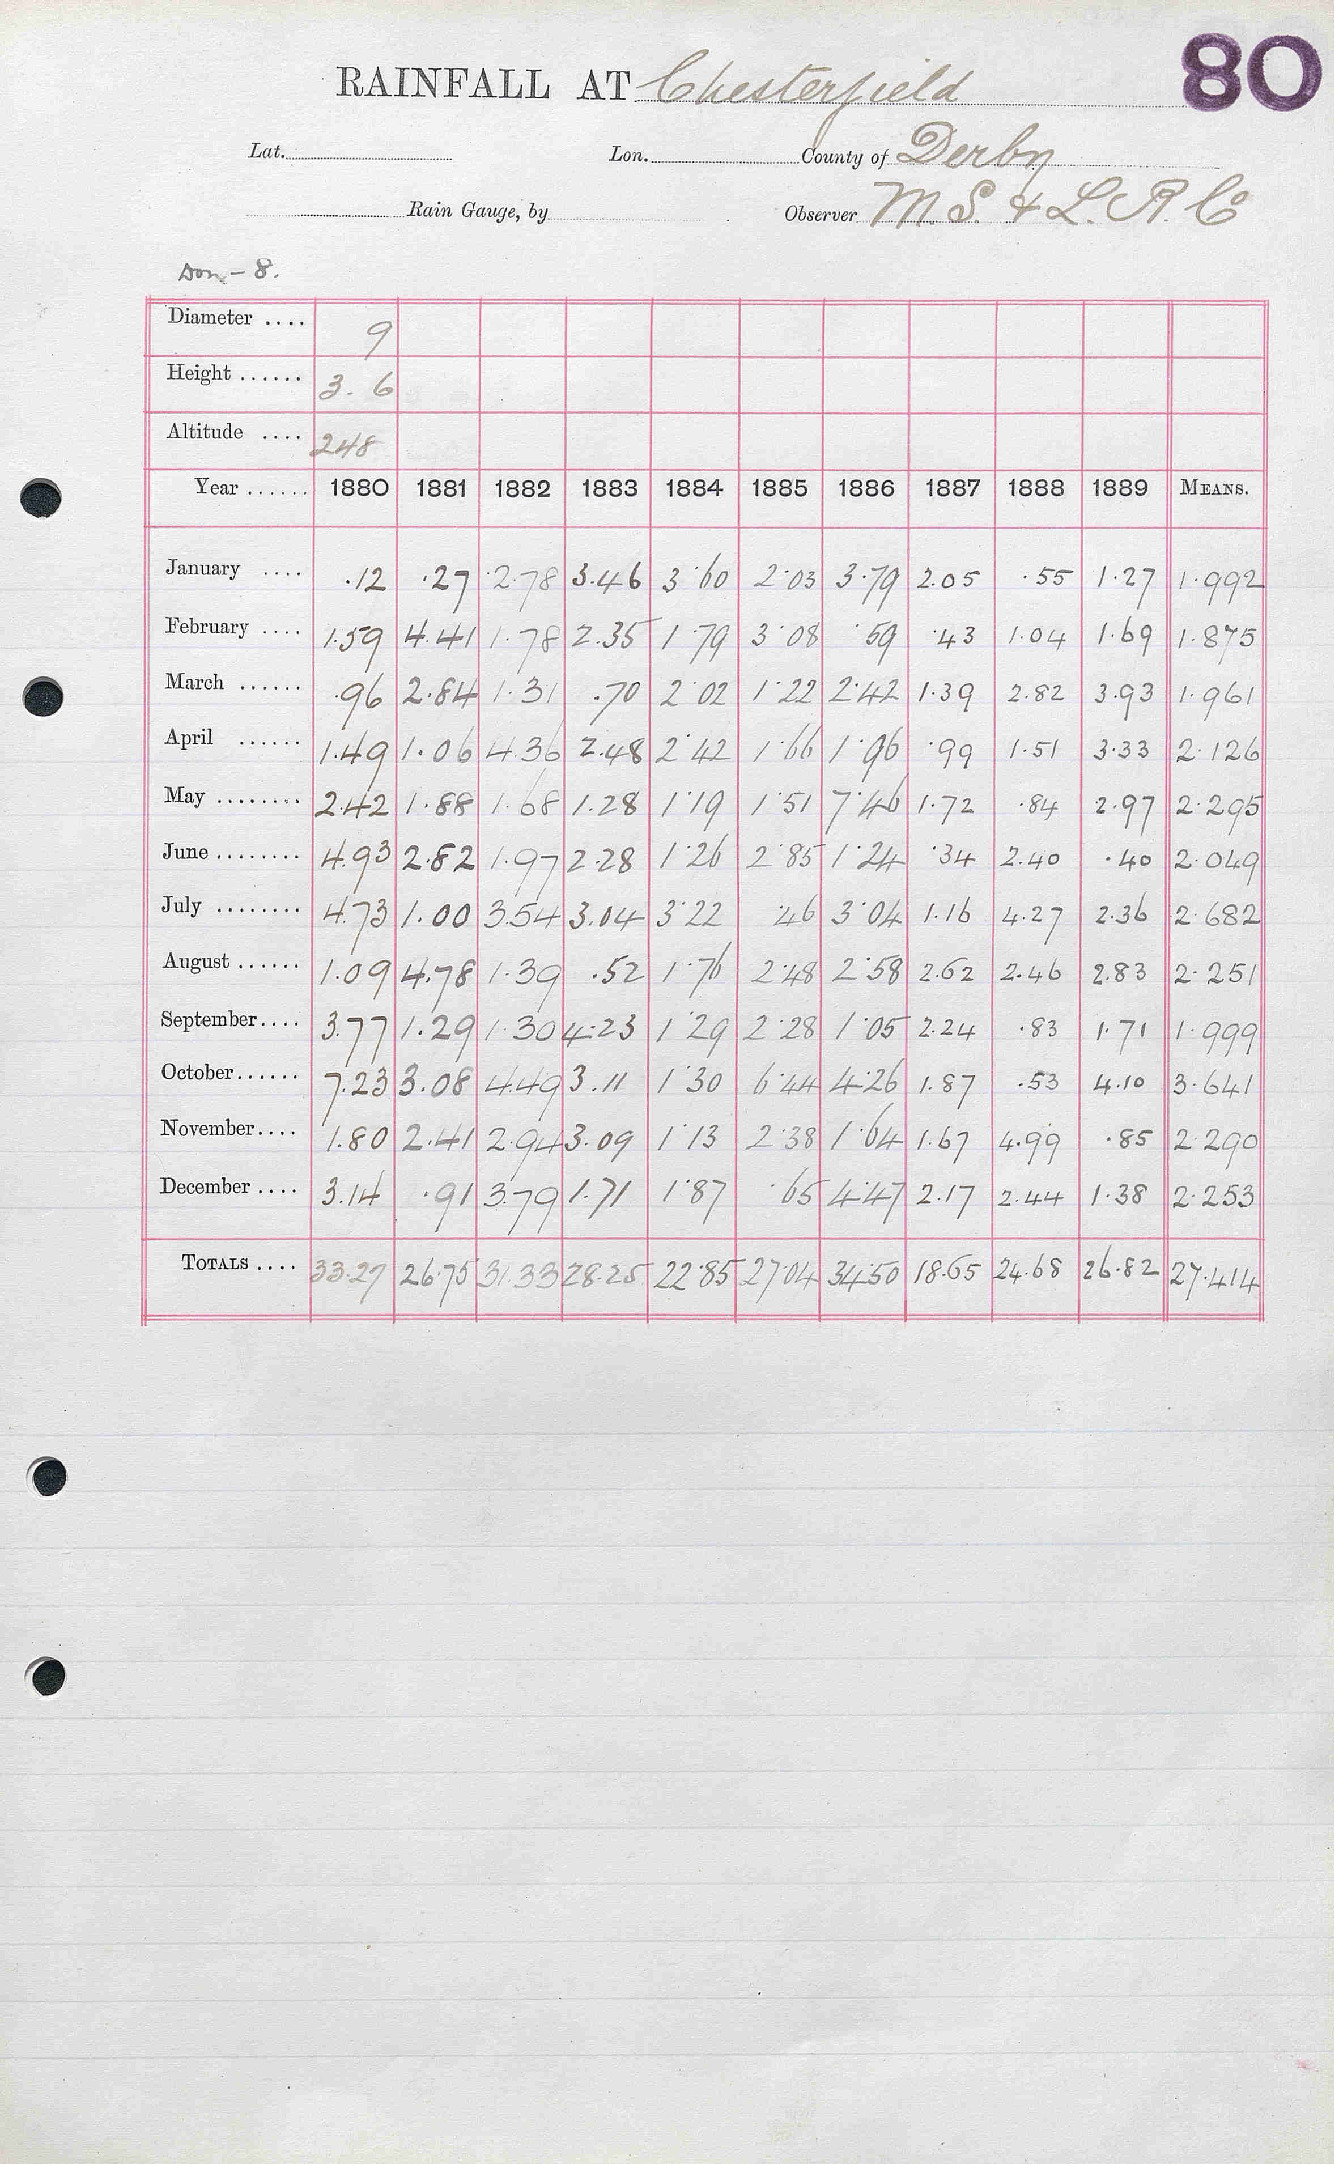 80
RAINFALL AT Chesterfield
Lat. Lon. County of Derby
Rain Gauge, by Observer M. S. & L. R. Co
Don - 8.
Diameter .... 9
Height ...... 3. 6
Altitude .... 248
Year ...... 1880 1881 1882 1883 1884 1885 1886 1887 1888 1889 MEANS.
January .... .12 .27 2.78 3.46 3.60 2.03 3.79 2.05 .55 1.27 1.992
February .... 1.59 4.41 1.78 2.35 1.79 3.08 .59 .43 1.04 1.69 1.875
March ...... .96 2.84 1.31 .70 2.02 1.22 2.42 1.39 2.82 3.93 1.961
April ...... 1.49 1.06 4.36 2.48 2.42 1.66 1.96 .99 1.51 3.33 2.126
May ........ 2.42 1.88 1.68 1.28 1.19 1.51 7.46 1.72 .84 2.97 2.295
June ........ 4.93 2.82 1.97 2.28 1.26 2.85 1.24 .34 2.40 .40 2.049
July ........ 4.73 1.00 3.54 3.04 3.22 .46 3.04 1.16 4.27 2.36 2.682
August ...... 1.09 4.78 1.39 .52 1.76 2.48 2.58 2.62 2.46 2.83 2.251
September .... 3.77 1.29 1.30 4.23 1.29 2.28 1.05 2.24 .83 1.71 1.999
October ...... 7.23 3.08 4.49 3.11 1.30 6.44 4.26 1.87 .53 4.10 3.641
November .... 1.80 2.41 2.94 3.09 1.13 2.38 1.64 1.67 4.99 .85 2.290
December .... 3.14 .91 3.79 1.71 1.87 .65 4.47 2.17 2.44 1.38 2.253
TOTALS .... 33.27 26.75 31.33 28.25 22.85 27.04 34.50 18.65 24.68 26.82 27.414